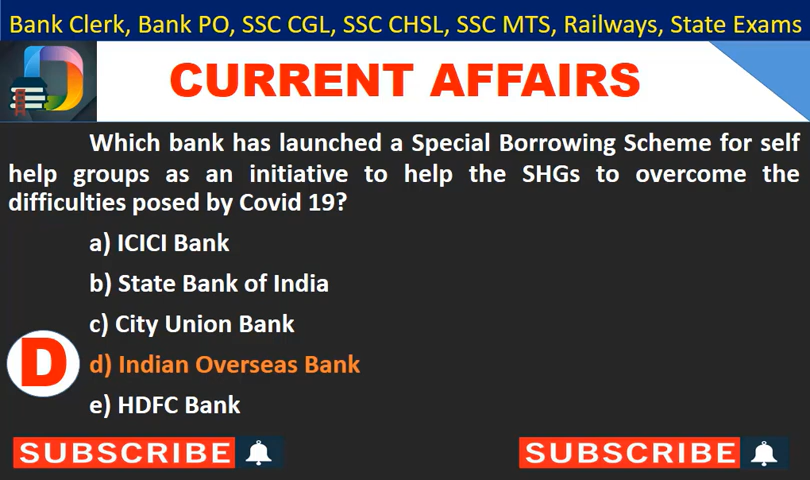 Bank Clerk, Bank PO, SSC CGL, SSC CHSL, SSC MTS, Railways, State Exams
CURRENT AFFAIRS
Which bank has launched a Special Borrowing Scheme for self
help groups as an initiative to help the SHGs to overcome the
difficulties posed by Covid 19?
a) ICICI Bank
b) State Bank of India
c) City Union Bank
D
d) Indian Overseas Bank
e) HDFC Bank
SUBSCRIBE
SUBSCRIBE